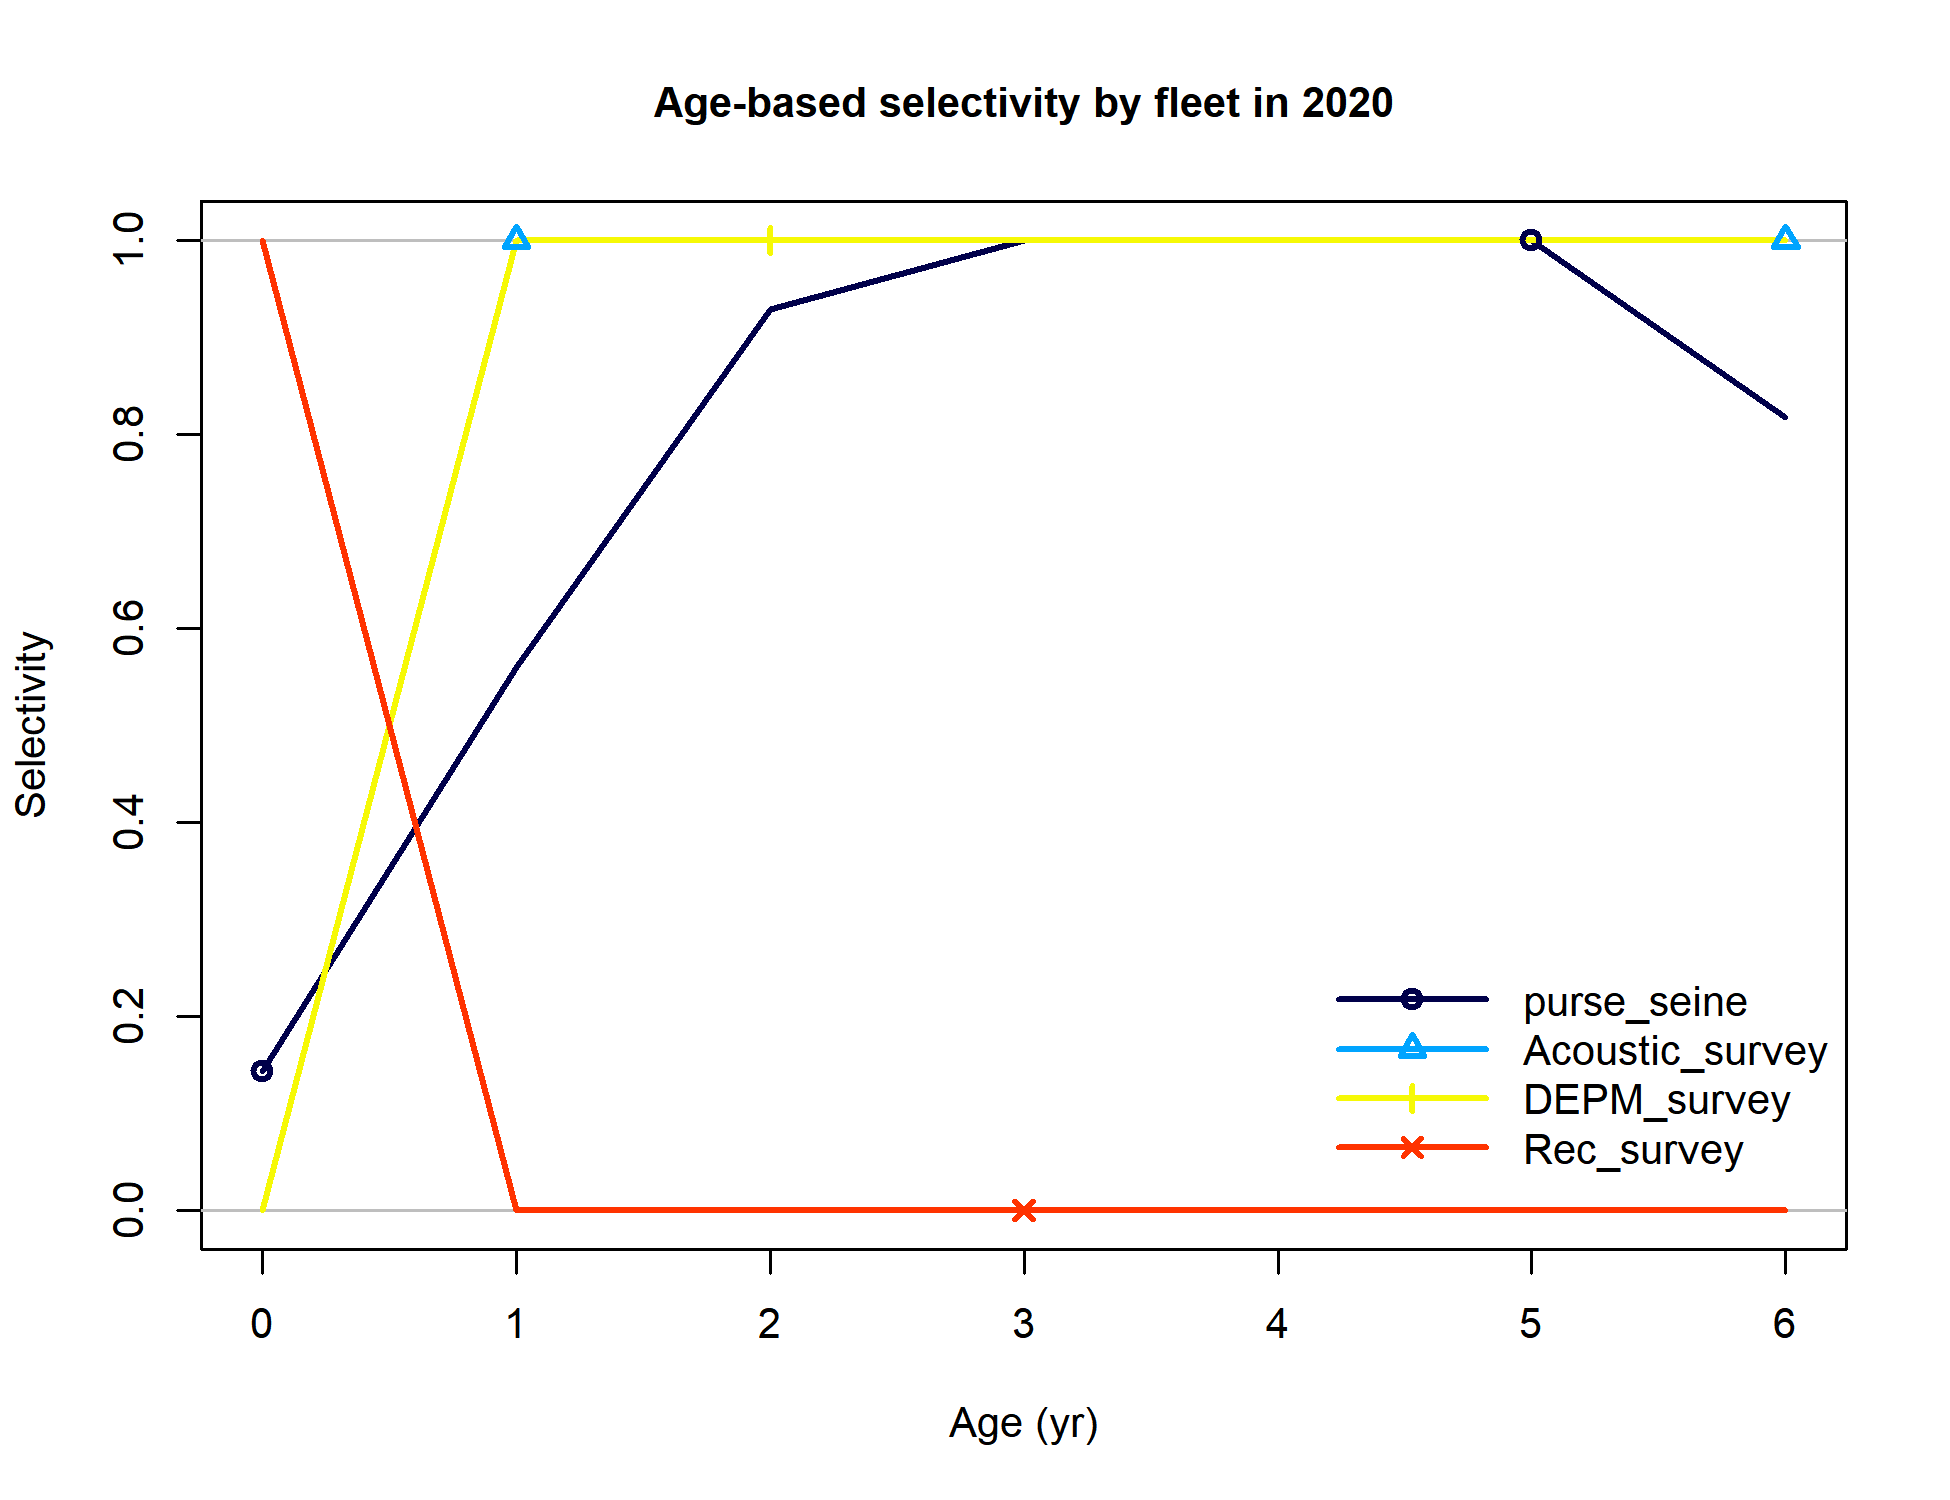 Age-based selectivity by fleet in 2020
Selectivity
1.0
0.8
0.6
0.4
0.2
0.0
purse_seine
Acoustic_survey
DEPM_survey
Rec_survey
0 1 2 3 4 5 6
Age (yr)